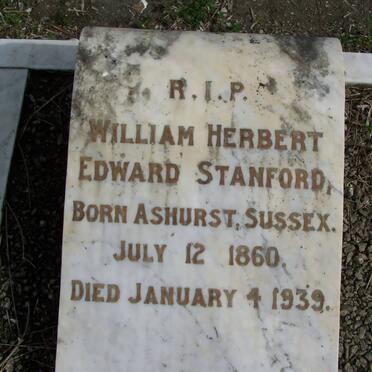 R.I.P.
WILLIAM HERBERT
EDWARD STANFORD,
BORN ASHURST, SUSSEX.
JULY 12 1860.
DIED JANUARY 4 1939.